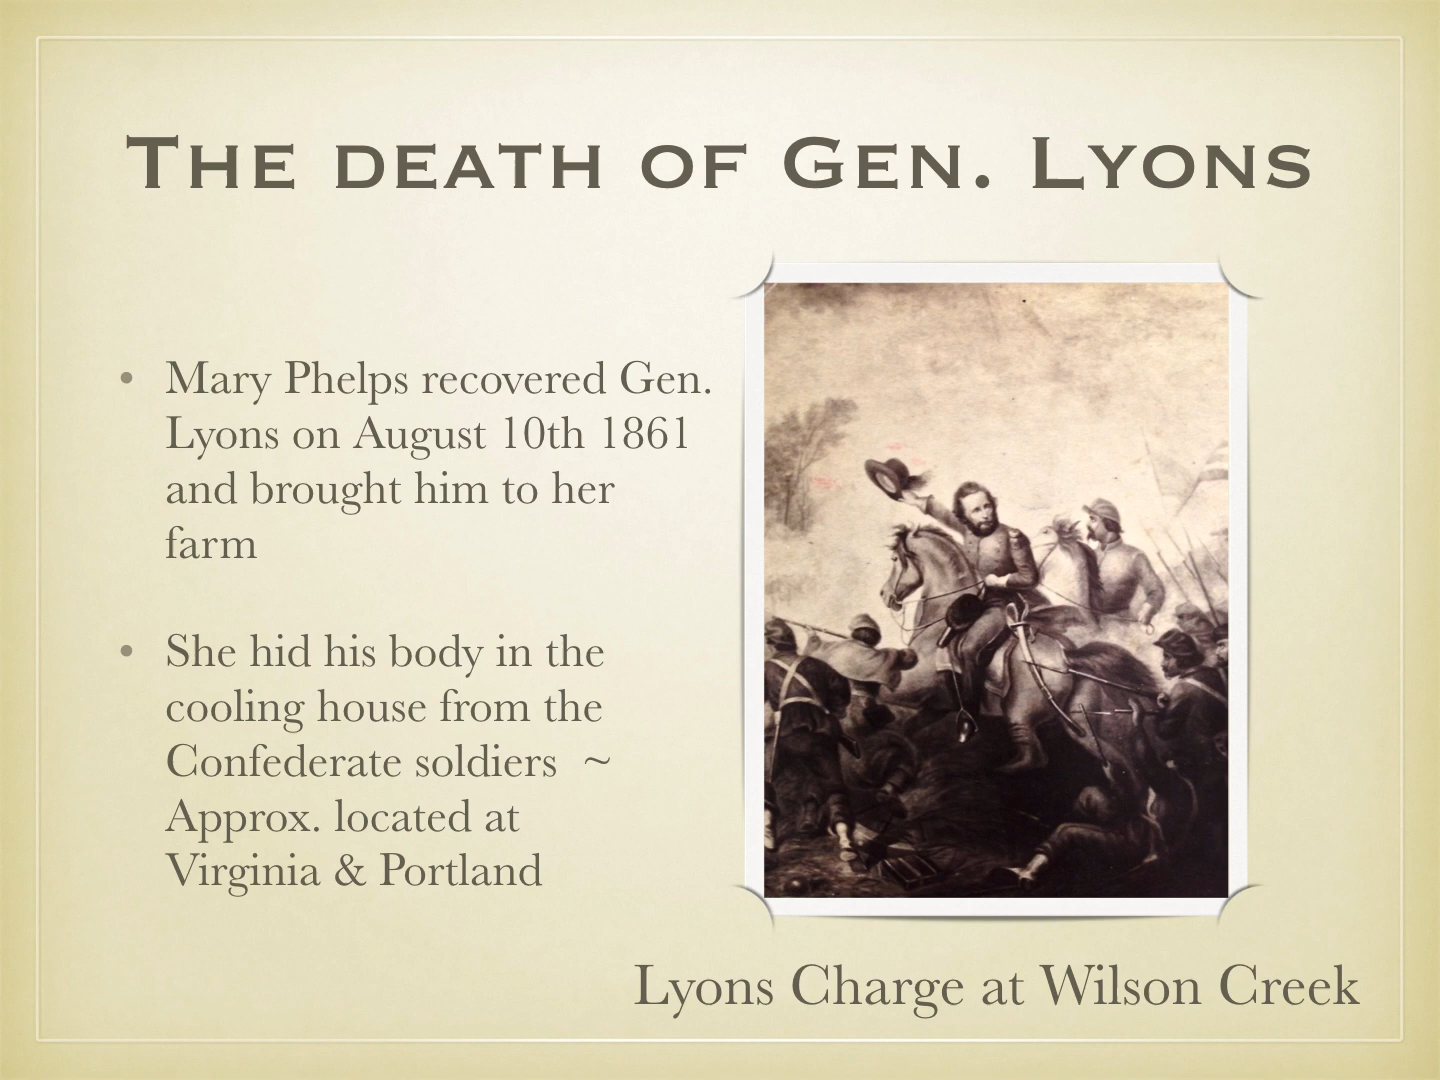 The death of Gen. Lyons
• Mary Phelps recovered Gen.
Lyons on August 10th 1861
and brought him to her
farm
• She hid his body in the
cooling house from the
Confederate soldiers ~
Approx. located at
Virginia & Portland
Lyons Charge at Wilson Creek